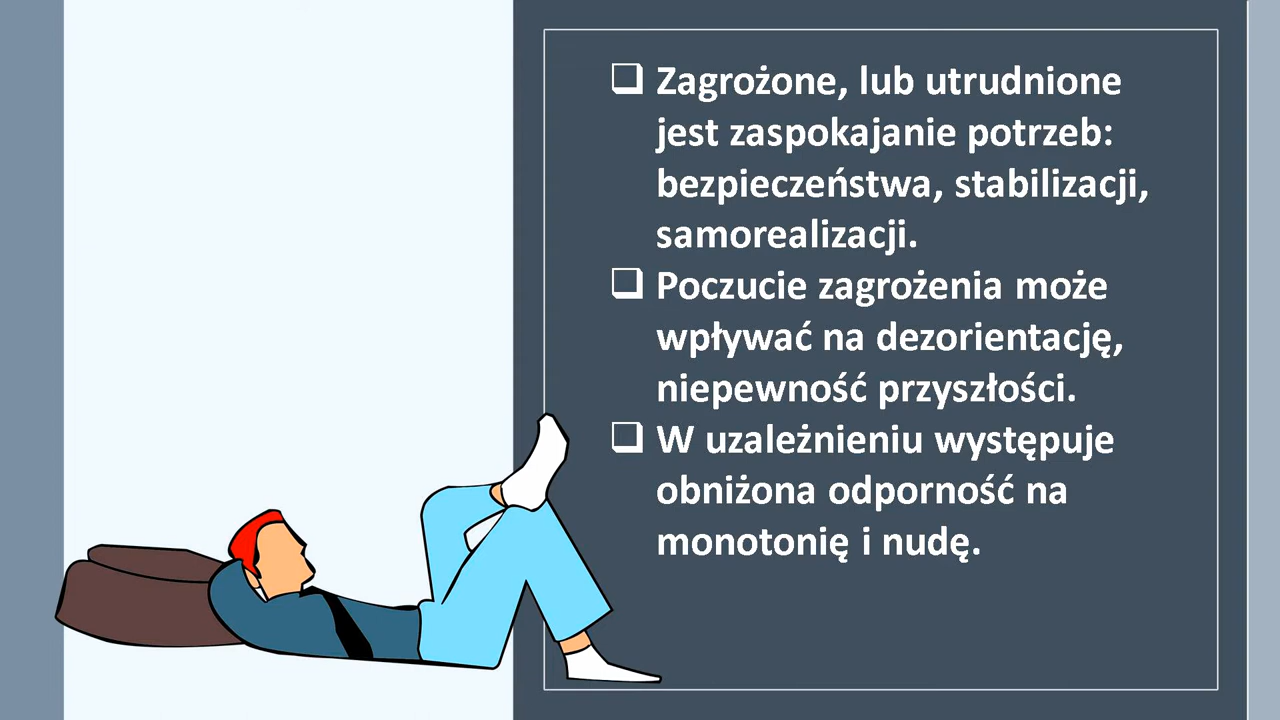 ❑ Zagrożone, lub utrudnione
jest zaspokajanie potrzeb:
bezpieczeństwa, stabilizacji,
samorealizacji.
❑ Poczucie zagrożenia może
wpływać na dezorientację,
niepewność przyszłości.
❑ W uzależnieniu występuje
obniżona odporność na
monotonię i nudę.